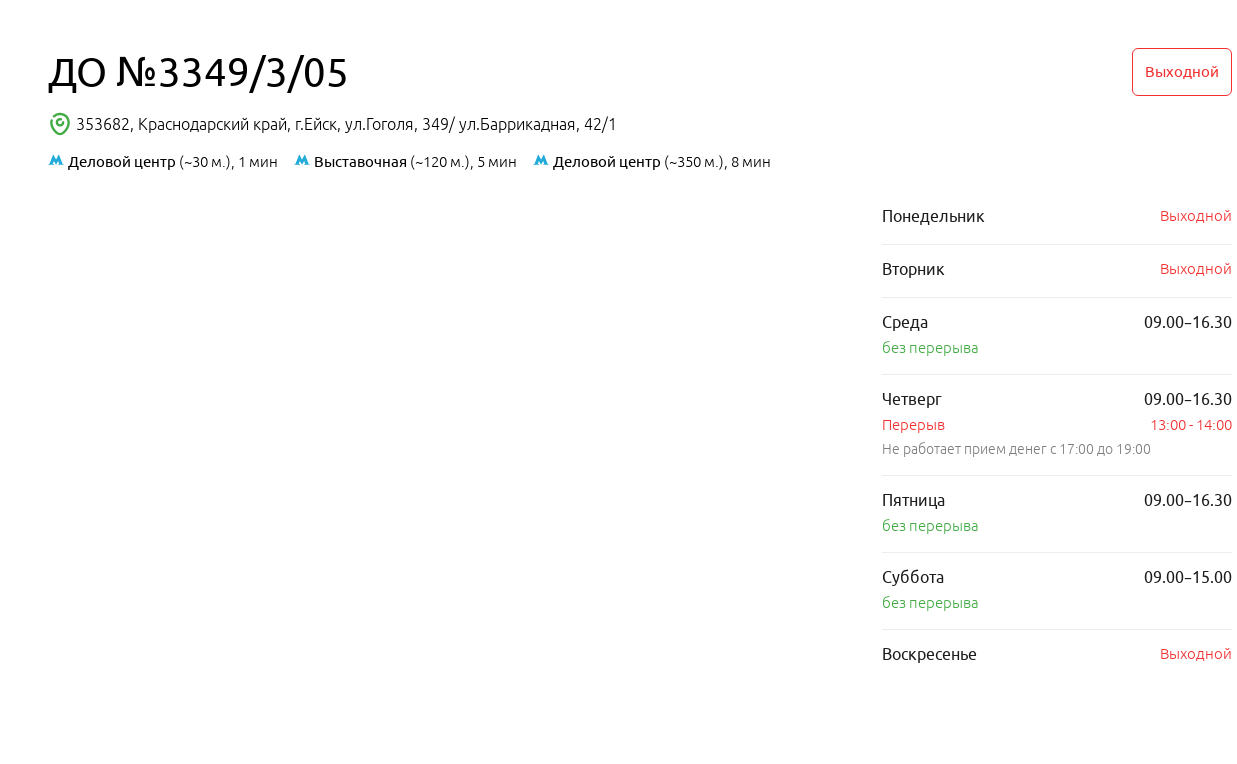 ДО №3349/3/05
Выходной
353682, Краснодарский край, г.Ейск, ул.Гоголя, 349/ ул.Баррикадная, 42/1
Деловой центр (~30 м.), 1 мин Выставочная (~120 м.), 5 мин Деловой центр (~350 м.), 8 мин
Понедельник Выходной
Вторник Выходной
Среда 09.00–16.30
без перерыва
Четверг 09.00–16.30
Перерыв 13:00 - 14:00
Не работает прием денег с 17:00 до 19:00
Пятница 09.00–16.30
без перерыва
Суббота 09.00–15.00
без перерыва
Воскресенье Выходной